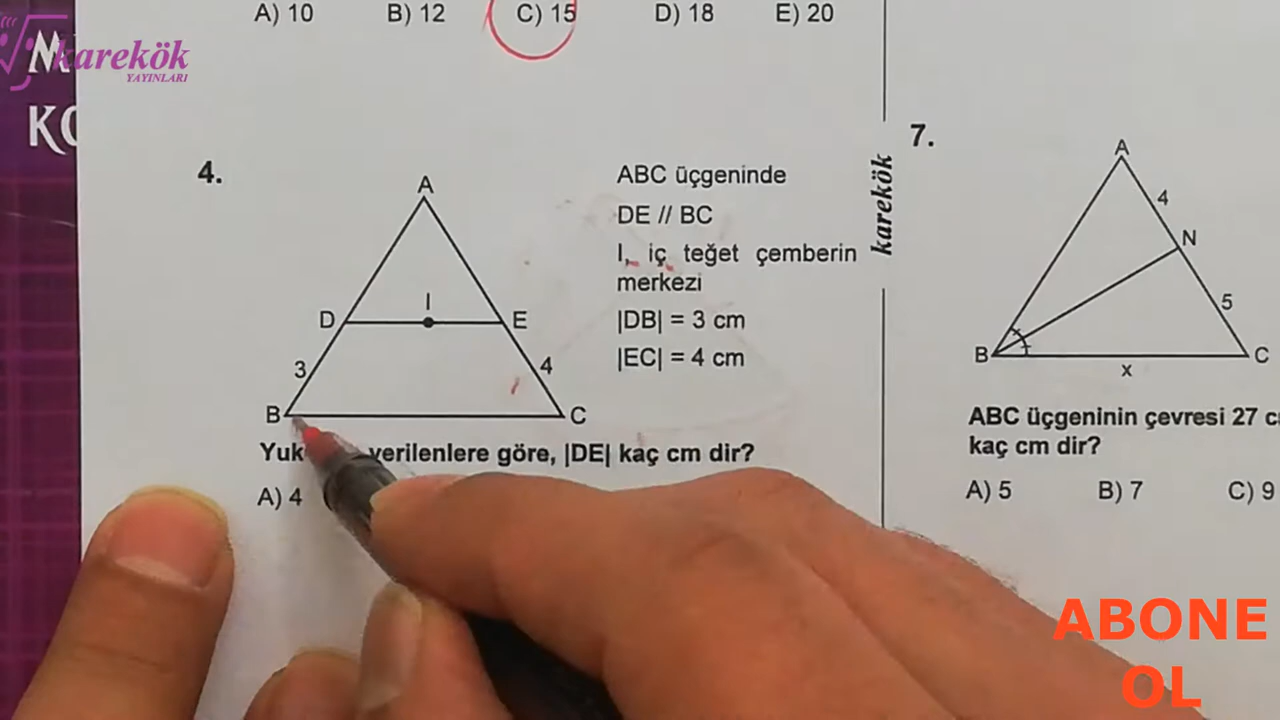 A) 10 B) 12 C) 15 D) 18 E) 20
karekök
YAYINLARI
4.
A
I
D
E
3
4
B
C
ABC üçgeninde
DE // BC
I, iç teğet çemberin
merkezi
|DB| = 3 cm
|EC| = 4 cm
verilenlere göre, |DE| kaç cm dir?
A) 4
karekök
7.
A
4
N
5
B
C
x
ABC üçgeninin çevresi 27
kaç cm dir?
A) 5 B) 7 C) 9
ABONE
OL